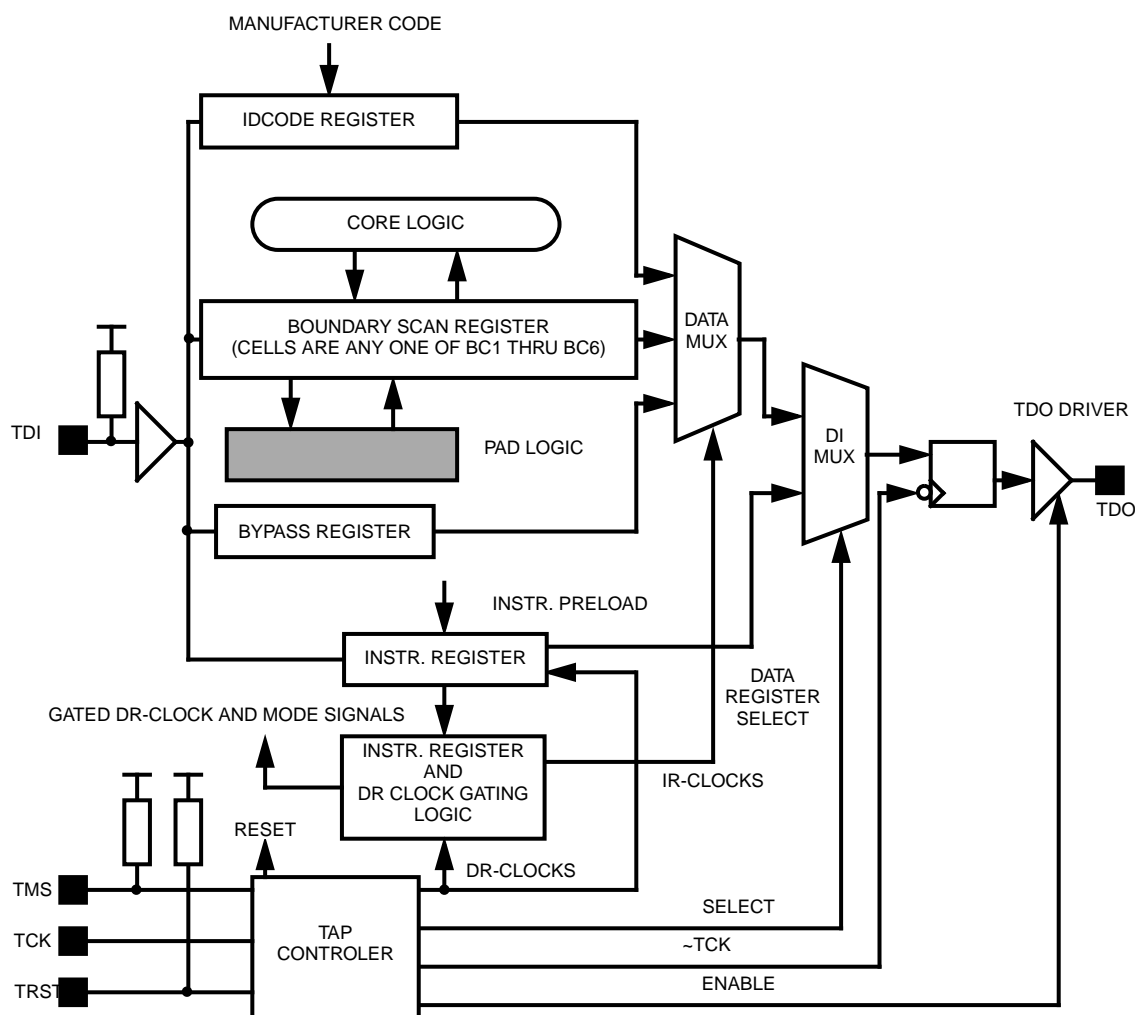 MANUFACTURER CODE
IDCODE REGISTER
CORE LOGIC
BOUNDARY SCAN REGISTER
(CELLS ARE ANY ONE OF BC1 THRU BC6)
DATA
MUX
TDI
PAD LOGIC
DI
MUX
TDO DRIVER
TDO
BYPASS REGISTER
INSTR. PRELOAD
INSTR. REGISTER
DATA
REGISTER
SELECT
GATED DR-CLOCK AND MODE SIGNALS
INSTR. REGISTER
AND
DR CLOCK GATING
LOGIC
IR-CLOCKS
RESET
DR-CLOCKS
TMS
SELECT
TCK
TAP
CONTROLER
~TCK
TRST
ENABLE